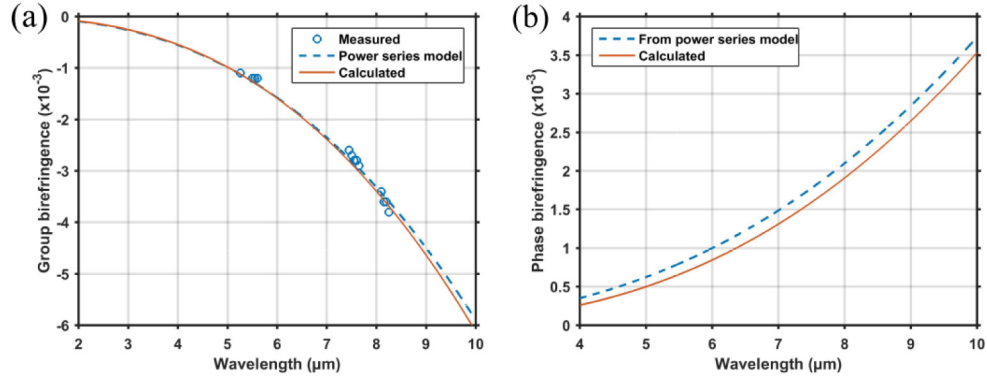 (a)
Group birefringence (x10⁻³)
0
-1
-2
-3
-4
-5
-6
Measured
Power series model
Calculated
2 3 4 5 6 7 8 9 10
Wavelength (µm)
(b)
Phase birefringence (x10⁻³)
4
3.5
3
2.5
2
1.5
1
0.5
0
From power series model
Calculated
4 5 6 7 8 9 10
Wavelength (µm)